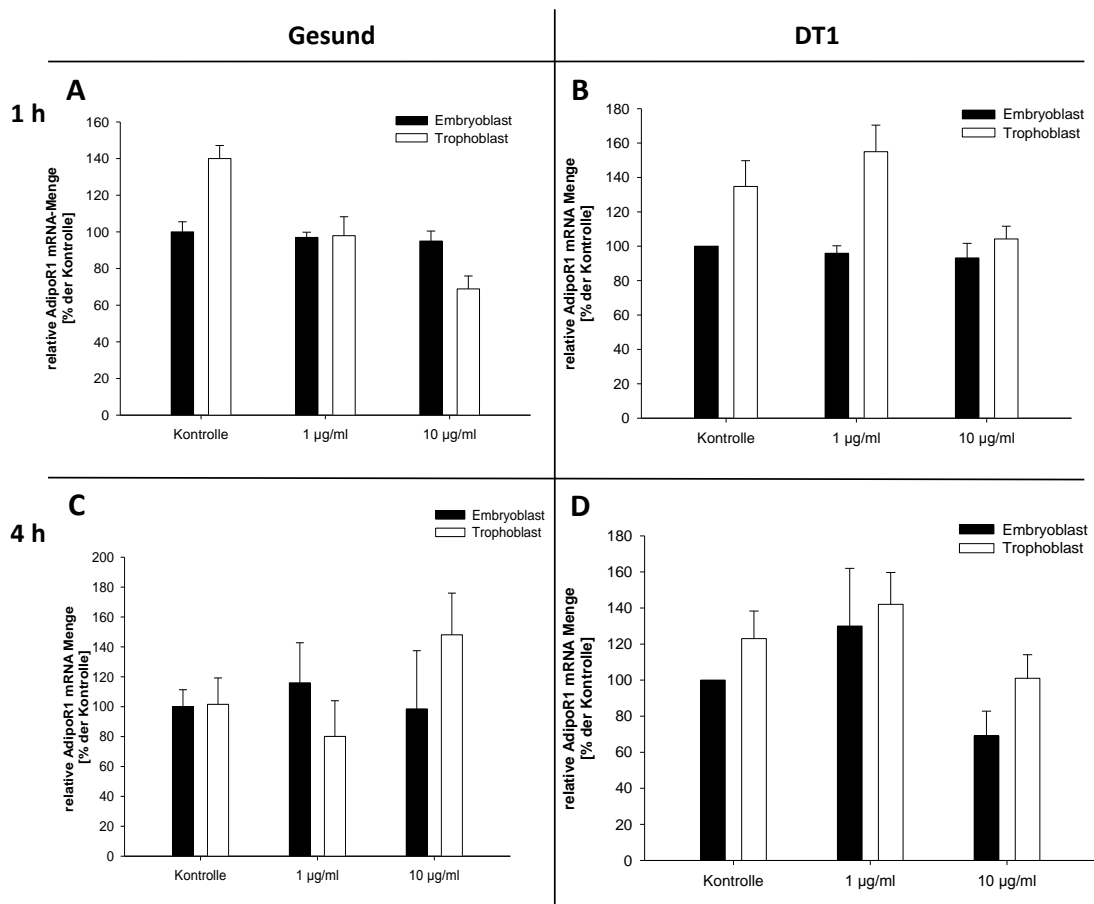 Gesund
DT1
1 h
A
Embryoblast
Trophoblast
relative AdipoR1 mRNA-Menge
[% der Kontrolle]
160
140
120
100
80
60
40
20
0
Kontrolle
1 µg/ml
10 µg/ml
B
Embryoblast
Trophoblast
relative AdipoR1 mRNA Menge
[% der Kontrolle]
180
160
140
120
100
80
60
40
20
0
Kontrolle
1 µg/ml
10 µg/ml
4 h
C
Embryoblast
Trophoblast
relative AdipoR1 mRNA Menge
[% der Kontrolle]
200
180
160
140
120
100
80
60
40
20
0
Kontrolle
1 µg/ml
10 µg/ml
D
Embryoblast
Trophoblast
relative AdipoR1 mRNA Menge
[% der Kontrolle]
180
160
140
120
100
80
60
40
20
0
Kontrolle
1 µg/ml
10 µg/ml